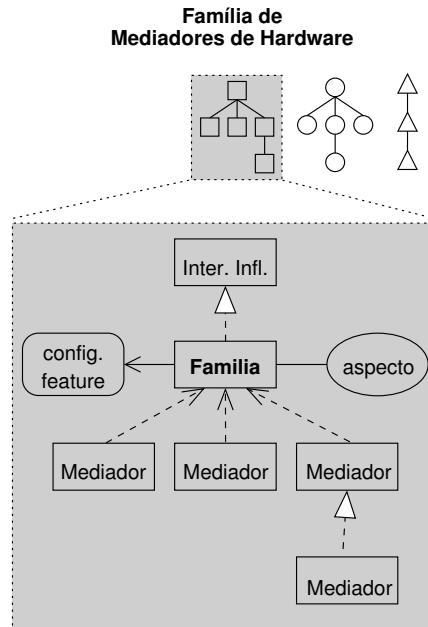 Família de
Mediadores de Hardware
Inter. Infl.
config.
feature
Familia
aspecto
Mediador
Mediador
Mediador
Mediador